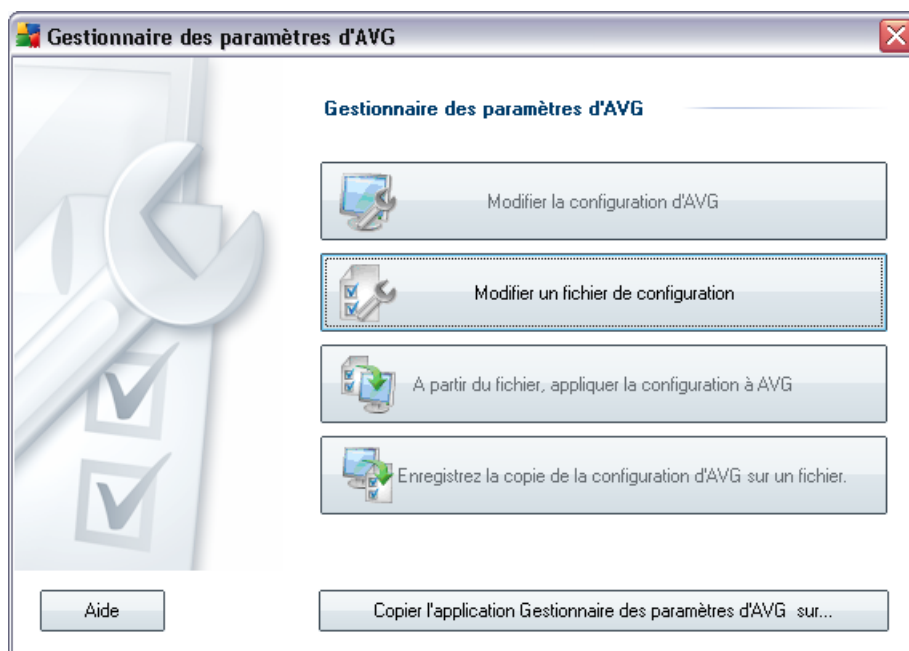 Gestionnaire des paramètres d'AVG
Gestionnaire des paramètres d'AVG
Modifier la configuration d'AVG
Modifier un fichier de configuration
A partir du fichier, appliquer la configuration à AVG
Enregistrez la copie de la configuration d'AVG sur un fichier.
Aide
Copier l'application Gestionnaire des paramètres d'AVG sur...